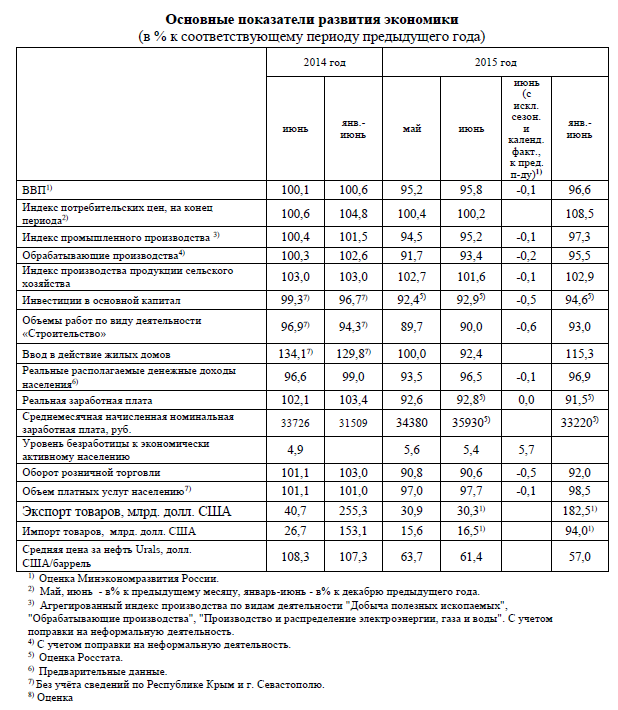 Основные показатели развития экономики
(в % к соответствующему периоду предыдущего года)
2014 год 2015 год
июнь янв.-июнь май июнь июнь (с искл. сезон. и календ. факт., к пред. п-ду)1) янв.-июнь
ВВП1) 100,1 100,6 95,2 95,8 -0,1 96,6
Индекс потребительских цен, на конец
периода2) 100,6 104,8 100,4 100,2 108,5
Индекс промышленного производства 3) 100,4 101,5 94,5 95,2 -0,1 97,3
Обрабатывающие производства4) 100,3 102,6 91,7 93,4 -0,2 95,5
Индекс производства продукции сельского
хозяйства 103,0 103,0 102,7 101,6 -0,1 102,9
Инвестиции в основной капитал 99,37) 96,77) 92,45) 92,95) -0,5 94,65)
Объемы работ по виду деятельности
«Строительство» 96,97) 94,37) 89,7 90,0 -0,6 93,0
Ввод в действие жилых домов 134,17) 129,87) 100,0 92,4 115,3
Реальные располагаемые денежные доходы
населения6) 96,6 99,0 93,5 96,5 -0,1 96,9
Реальная заработная плата 102,1 103,4 92,6 92,85) 0,0 91,55)
Среднемесячная начисленная номинальная
заработная плата, руб. 33726 31509 34380 359305) 332205)
Уровень безработицы к экономически
активному населению 4,9 5,6 5,4 5,7
Оборот розничной торговли 101,1 103,0 90,8 90,6 -0,5 92,0
Объем платных услуг населению7) 101,1 101,0 97,0 97,7 -0,1 98,5
Экспорт товаров, млрд. долл. США 40,7 255,3 30,9 30,31) 182,51)
Импорт товаров, млрд. долл. США 26,7 153,1 15,6 16,51) 94,01)
Средняя цена за нефть Urals, долл.
США/баррель 108,3 107,3 63,7 61,4 57,0
1) Оценка Минэкономразвития России.
2) Май, июнь - в% к предыдущему месяцу, январь-июнь - в% к декабрю предыдущего года.
3) Агрегированный индекс производства по видам деятельности "Добыча полезных ископаемых",
"Обрабатывающие производства", "Производство и распределение электроэнергии, газа и воды". С учетом
поправки на неформальную деятельность.
4) С учетом поправки на неформальную деятельность.
5) Оценка Росстата.
6) Предварительные данные.
7) Без учёта сведений по Республике Крым и г. Севастополю.
8) Оценка